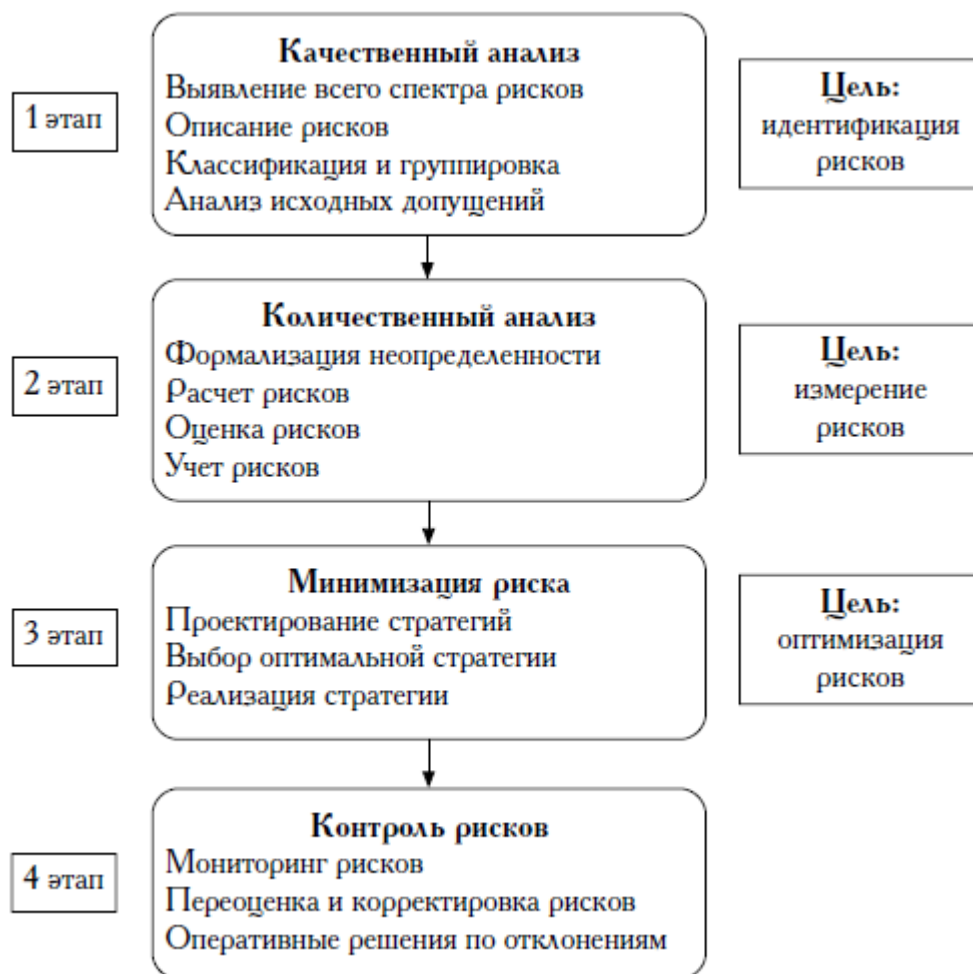 Качественный анализ
Выявление всего спектра рисков
Описание рисков
Классификация и группировка
Анализ исходных допущений
1 этап
Цель:
идентификация
рисков
Количественный анализ
Формализация неопределенности
Расчет рисков
Оценка рисков
Учет рисков
2 этап
Цель:
измерение
рисков
Минимизация риска
Проектирование стратегий
Выбор оптимальной стратегии
Реализация стратегии
3 этап
Цель:
оптимизация
рисков
Контроль рисков
Мониторинг рисков
Переоценка и корректировка рисков
Оперативные решения по отклонениям
4 этап